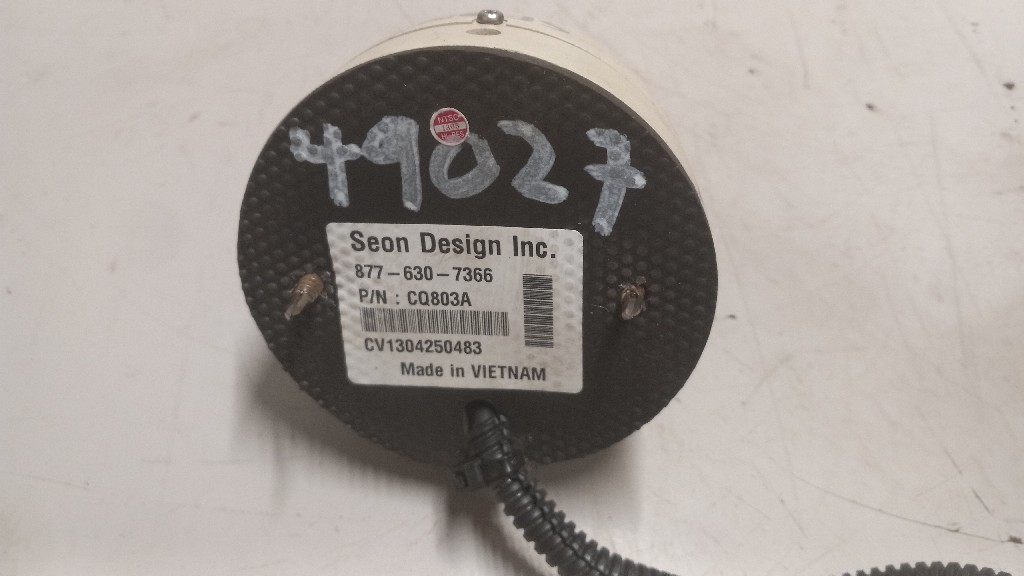 NTSC
49027
Seon Design Inc.
877-630-7366
P/N : CQ803A
CV1304250483
Made in VIETNAM